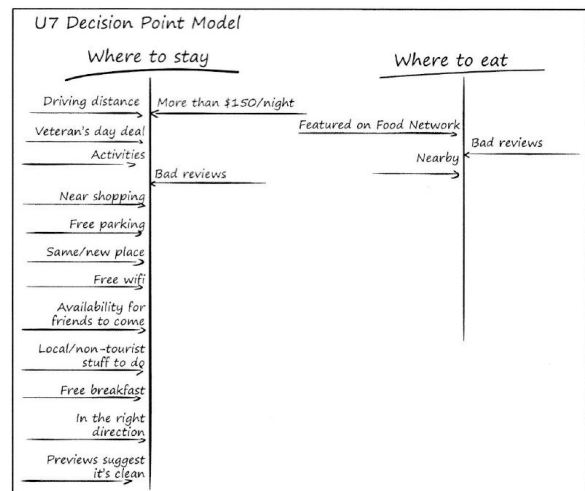 U7 Decision Point Model
Where to stay
Driving distance
More than $150/night
Veteran's day deal
Activities
Bad reviews
Near shopping
Free parking
Same/new place
Free wifi
Availability for
friends to come
Local/non-tourist
stuff to do
Free breakfast
In the right
direction
Previews suggest
it's clean
Where to eat
Featured on Food Network
Bad reviews
Nearby